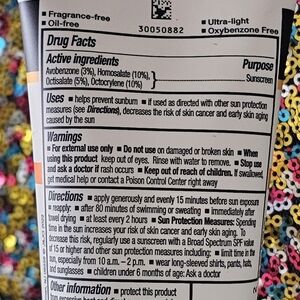 ▪ Fragrance-free
▪ Oil-free
▪ Ultra-light
▪ Oxybenzone Free
30050882
Drug Facts
Active ingredients Purpose
Avobenzone (3%), Homosalate (10%),
Octisalate (5%), Octocrylene (10%) Sunscreen
Uses ▪ helps prevent sunburn ▪ if used as directed with other sun protection
measures (see Directions), decreases the risk of skin cancer and early skin aging
caused by the sun
Warnings
▪ For external use only ▪ Do not use on damaged or broken skin ▪ When
using this product keep out of eyes. Rinse with water to remove. ▪ Stop use
and ask a doctor if rash occurs ▪ Keep out of reach of children. If swallowed,
get medical help or contact a Poison Control Center right away
Directions ▪ apply generously and evenly 15 minutes before sun exposure
▪ reapply: ▪ after 80 minutes of swimming or sweating ▪ immediately after
towel drying ▪ at least every 2 hours ▪ Sun Protection Measures: Spending
time in the sun increases your risk of skin cancer and early skin aging. To
decrease this risk, regularly use a sunscreen with a Broad Spectrum SPF value
of 15 or higher and other sun protection measures including: ▪ limit time in the
sun, especially from 10 a.m. – 2 p.m. ▪ wear long-sleeved shirts, pants, hats,
and sunglasses ▪ children under 6 months of age: Ask a doctor
Other information ▪ protect this product